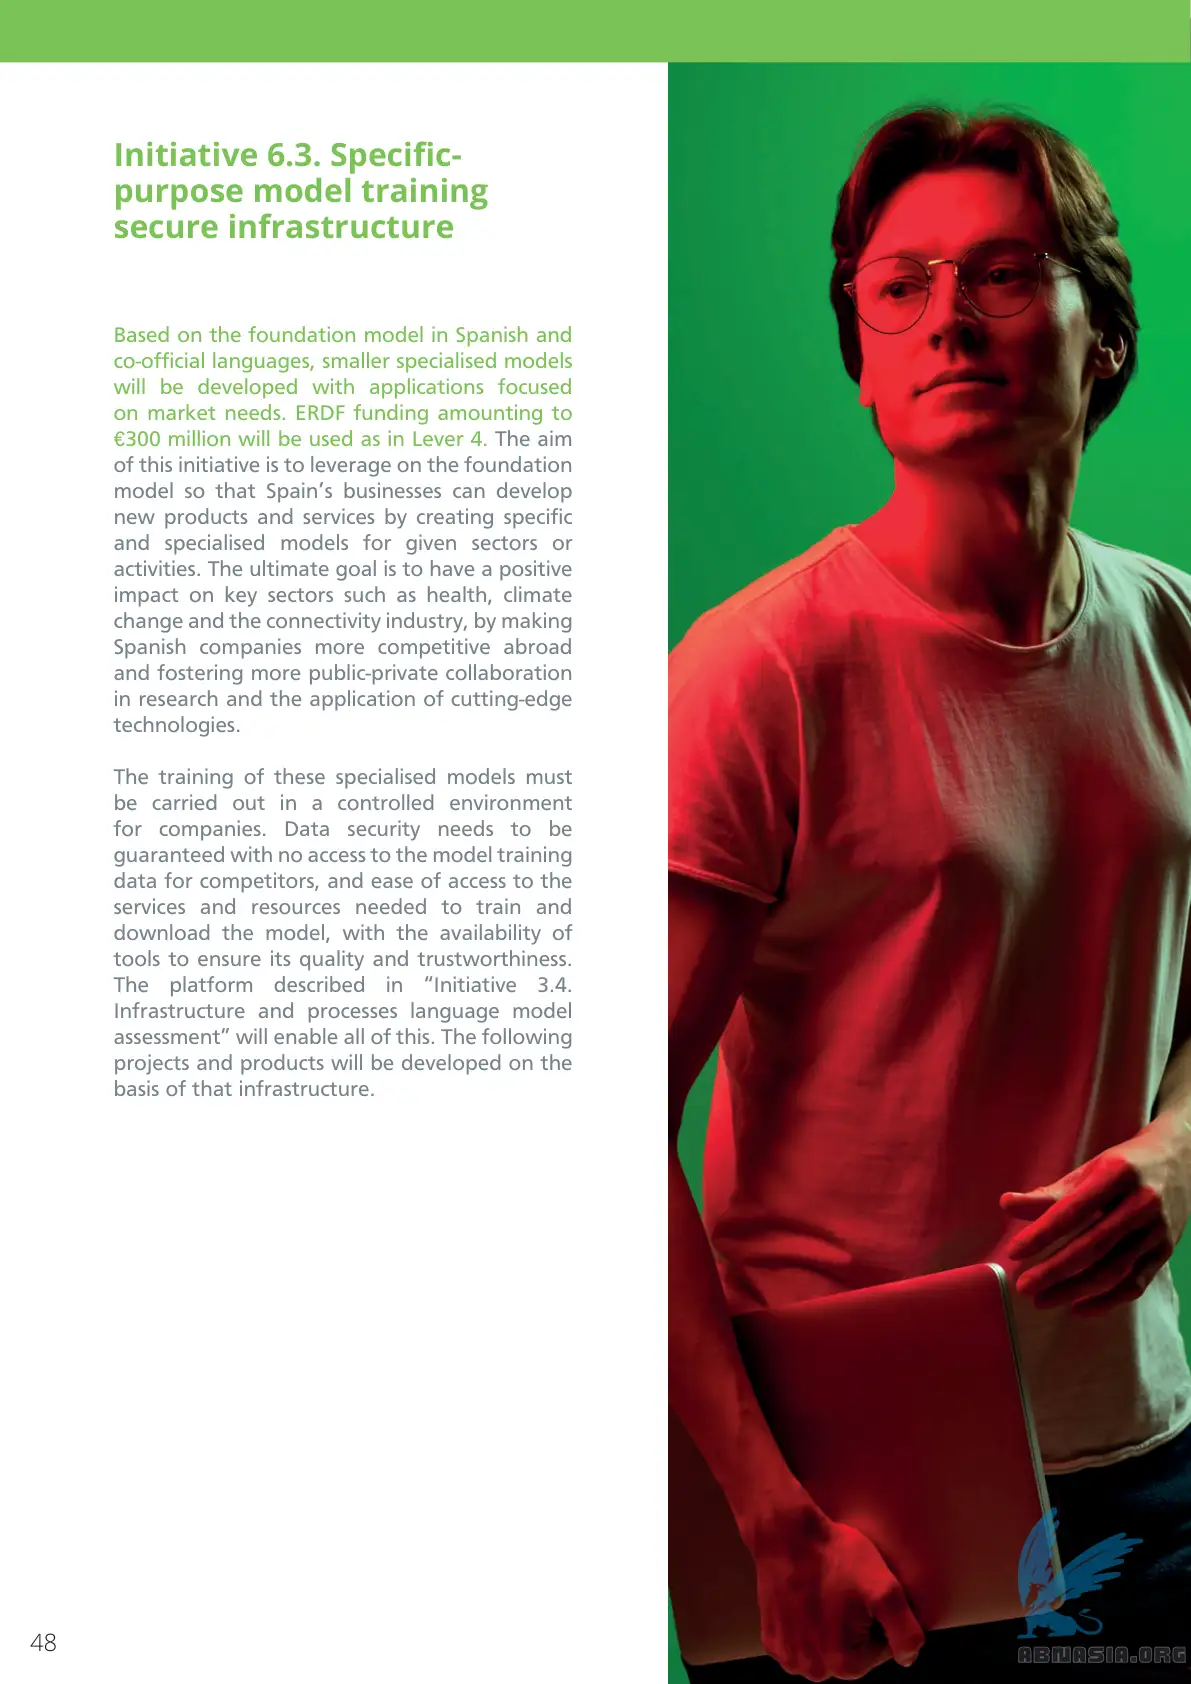 Initiative 6.3. Specific-
purpose model training
secure infrastructure
Based on the foundation model in Spanish and
co-official languages, smaller specialised models
will be developed with applications focused
on market needs. ERDF funding amounting to
€300 million will be used as in Lever 4. The aim
of this initiative is to leverage on the foundation
model so that Spain’s businesses can develop
new products and services by creating specific
and specialised models for given sectors or
activities. The ultimate goal is to have a positive
impact on key sectors such as health, climate
change and the connectivity industry, by making
Spanish companies more competitive abroad
and fostering more public-private collaboration
in research and the application of cutting-edge
technologies.
The training of these specialised models must
be carried out in a controlled environment
for companies. Data security needs to be
guaranteed with no access to the model training
data for competitors, and ease of access to the
services and resources needed to train and
download the model, with the availability of
tools to ensure its quality and trustworthiness.
The platform described in “Initiative 3.4.
Infrastructure and processes language model
assessment” will enable all of this. The following
projects and products will be developed on the
basis of that infrastructure.
48
ABNASIA.ORG